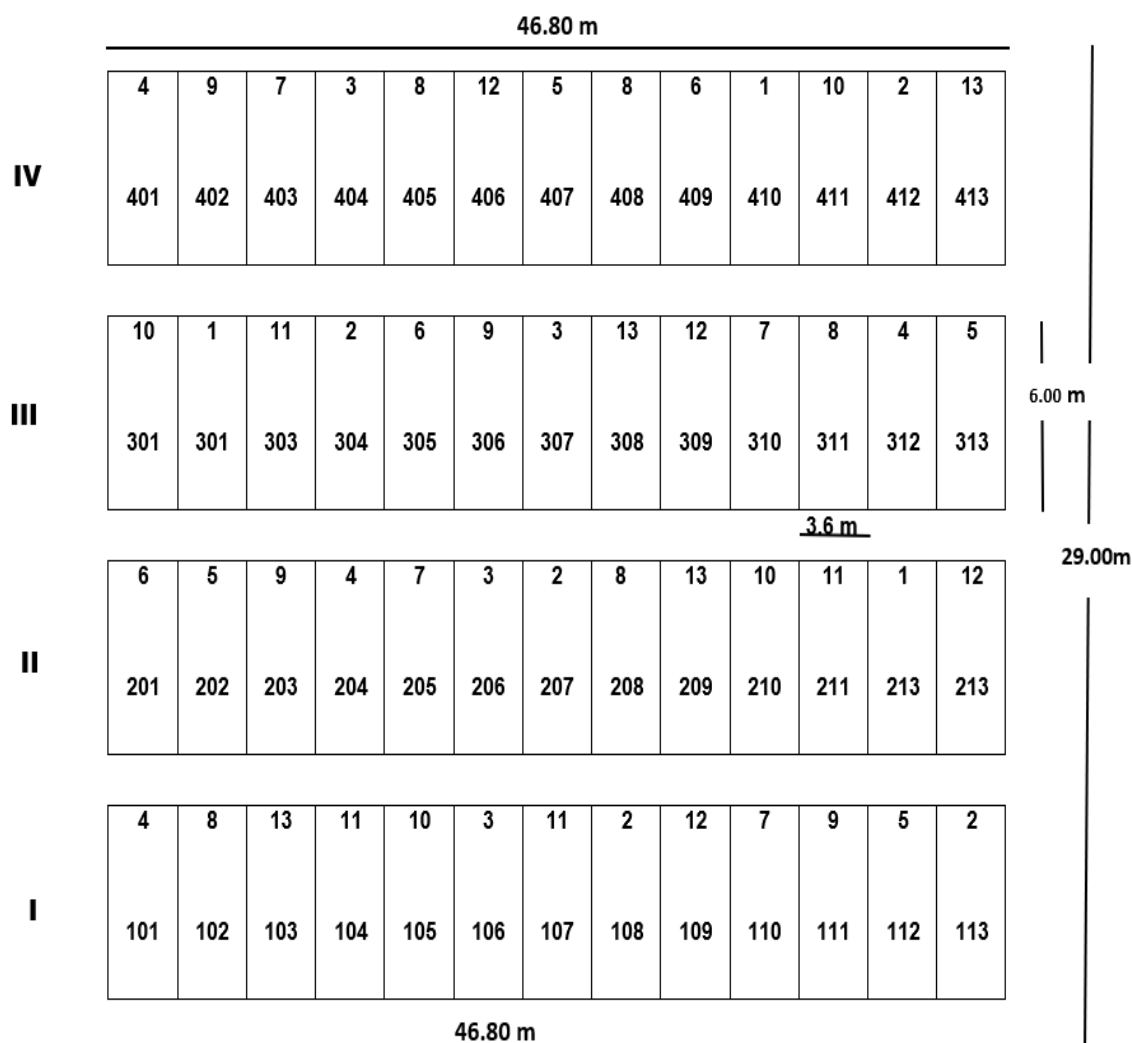 46.80 m
4 9 7 3 8 12 5 8 6 1 10 2 13
IV
401 402 403 404 405 406 407 408 409 410 411 412 413
10 1 11 2 6 9 3 13 12 7 8 4 5
6.00 m
III
301 301 303 304 305 306 307 308 309 310 311 312 313
3.6 m
29.00m
6 5 9 4 7 3 2 8 13 10 11 1 12
II
201 202 203 204 205 206 207 208 209 210 211 213 213
4 8 13 11 10 3 11 2 12 7 9 5 2
I
101 102 103 104 105 106 107 108 109 110 111 112 113
46.80 m